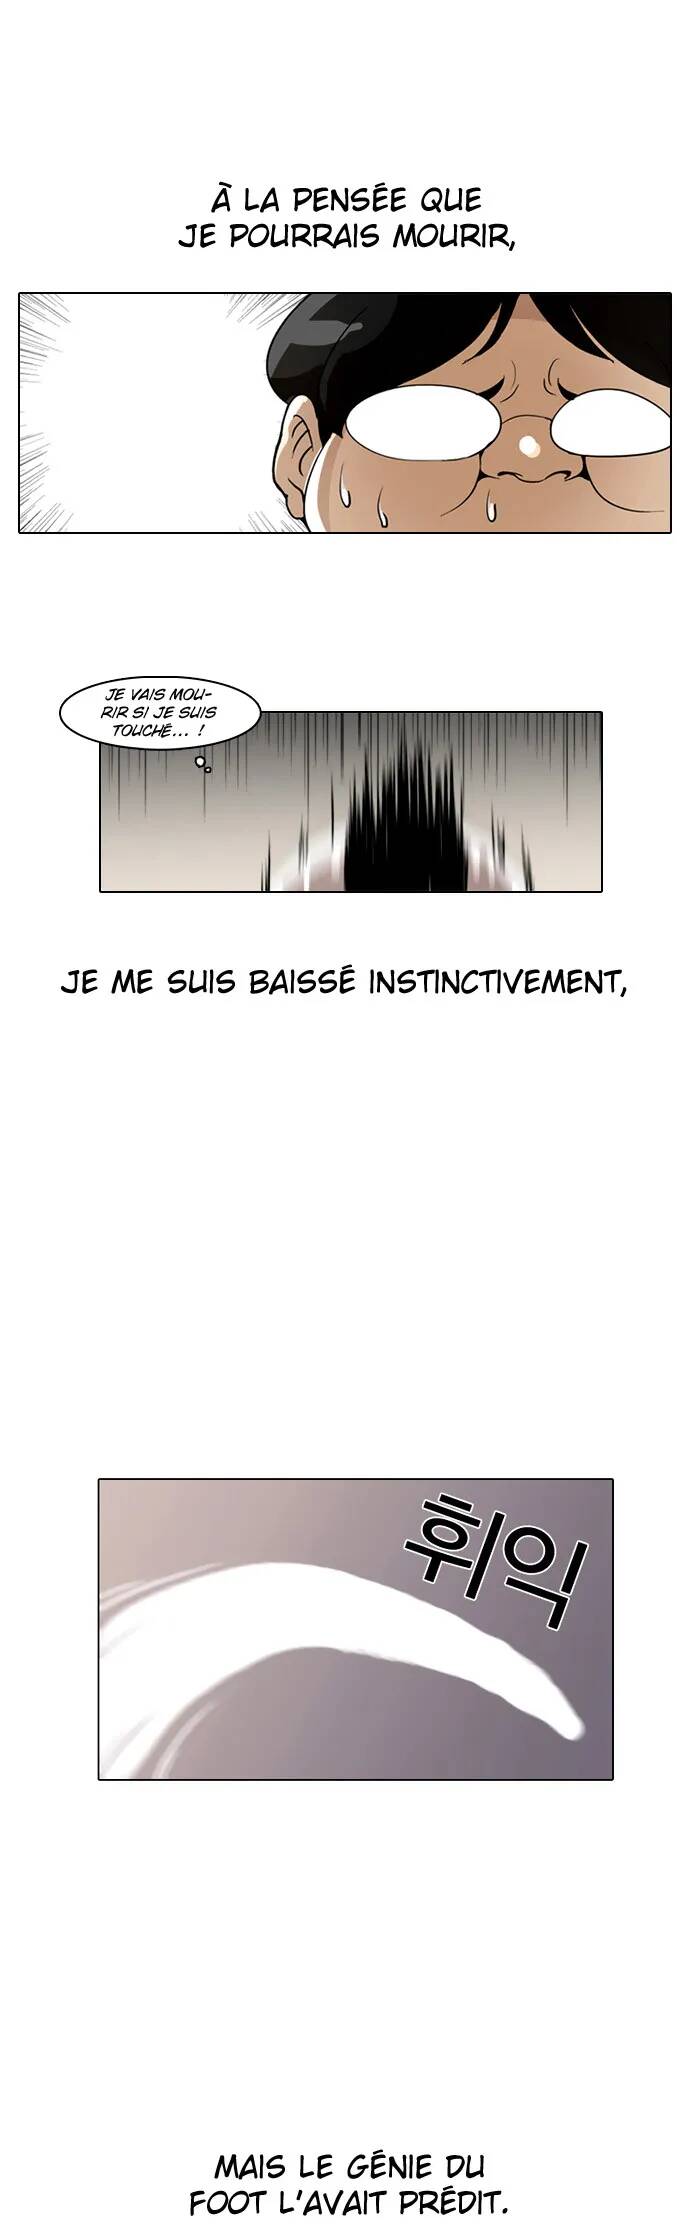 À LA PENSÉE QUE
JE POURRAIS MOURIR,
JE VAIS MOU-
RIR SI JE SUIS
TOUCHÉ... !
JE ME SUIS BAISSÉ INSTINCTIVEMENT,
휘익
MAIS LE GÉNIE DU
FOOT L'AVAIT PRÉDIT.